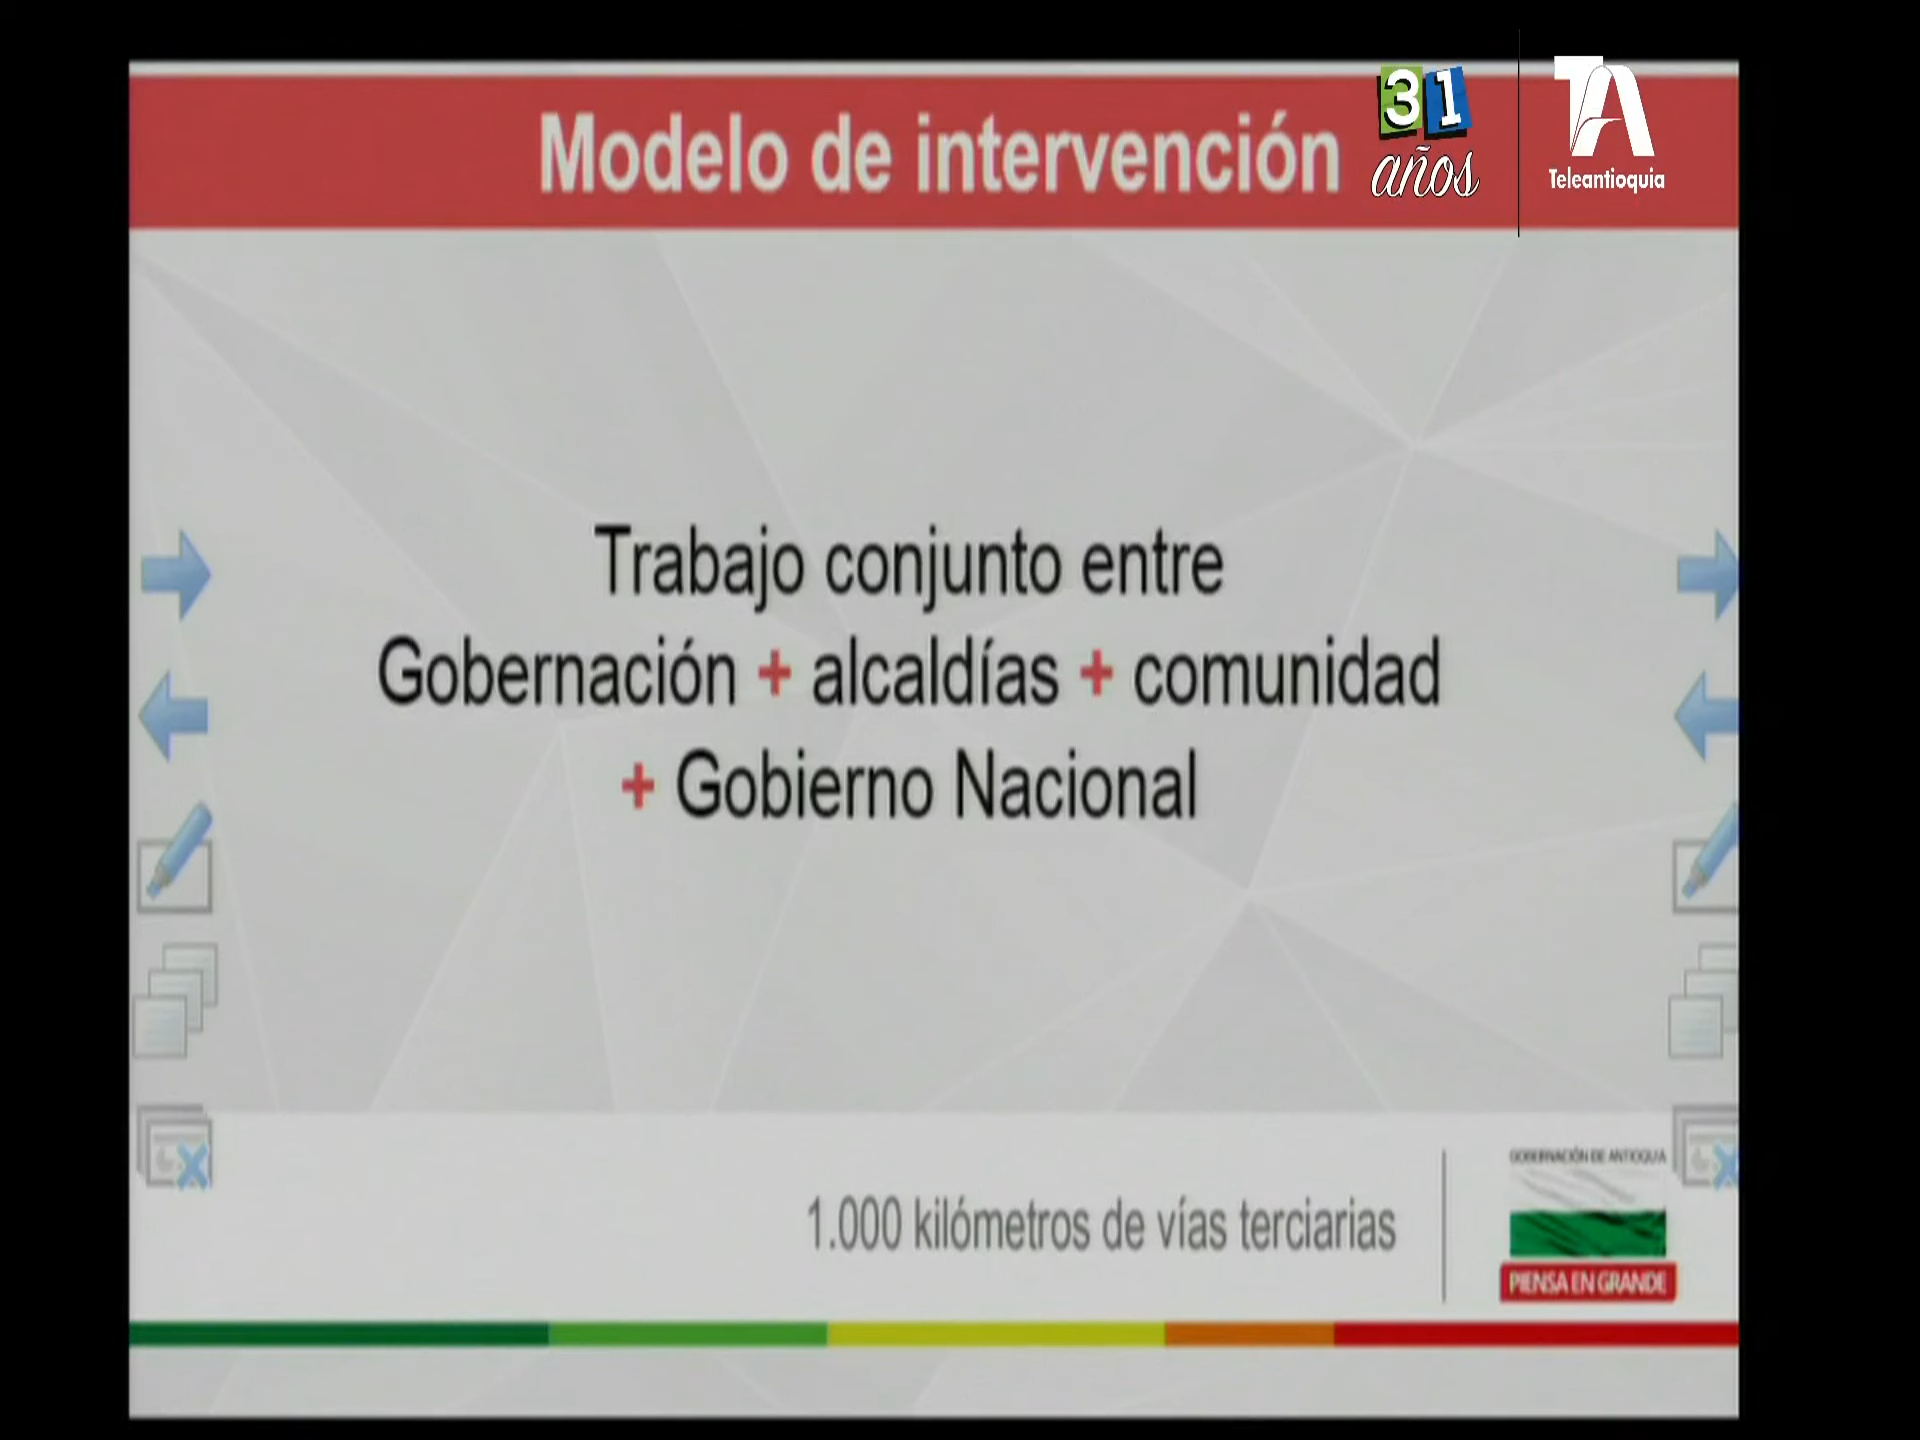 Modelo de intervención
31
años
Teleantioquia
Trabajo conjunto entre
Gobernación + alcaldías + comunidad
+ Gobierno Nacional
1.000 kilómetros de vías terciarias
GOBERNACIÓN DE ANTIOQUIA
PIENSA EN GRANDE